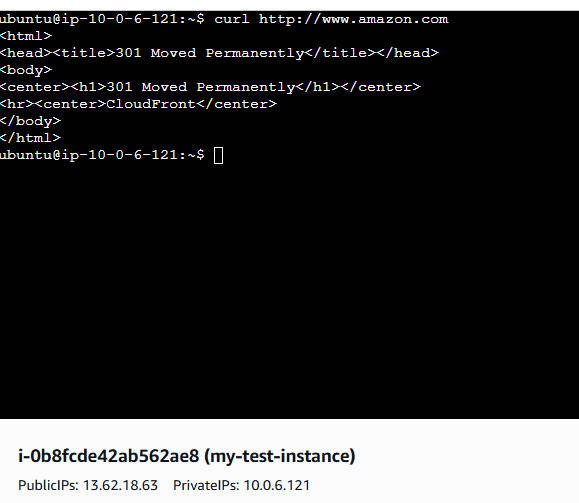 ubuntu@ip-10-0-6-121:~$ curl http://www.amazon.com
<html>
<head><title>301 Moved Permanently</title></head>
<body>
<center><h1>301 Moved Permanently</h1></center>
<hr><center>CloudFront</center>
</body>
</html>
ubuntu@ip-10-0-6-121:~$
i-0b8fcde42ab562ae8 (my-test-instance)
PublicIPs: 13.62.18.63 PrivateIPs: 10.0.6.121